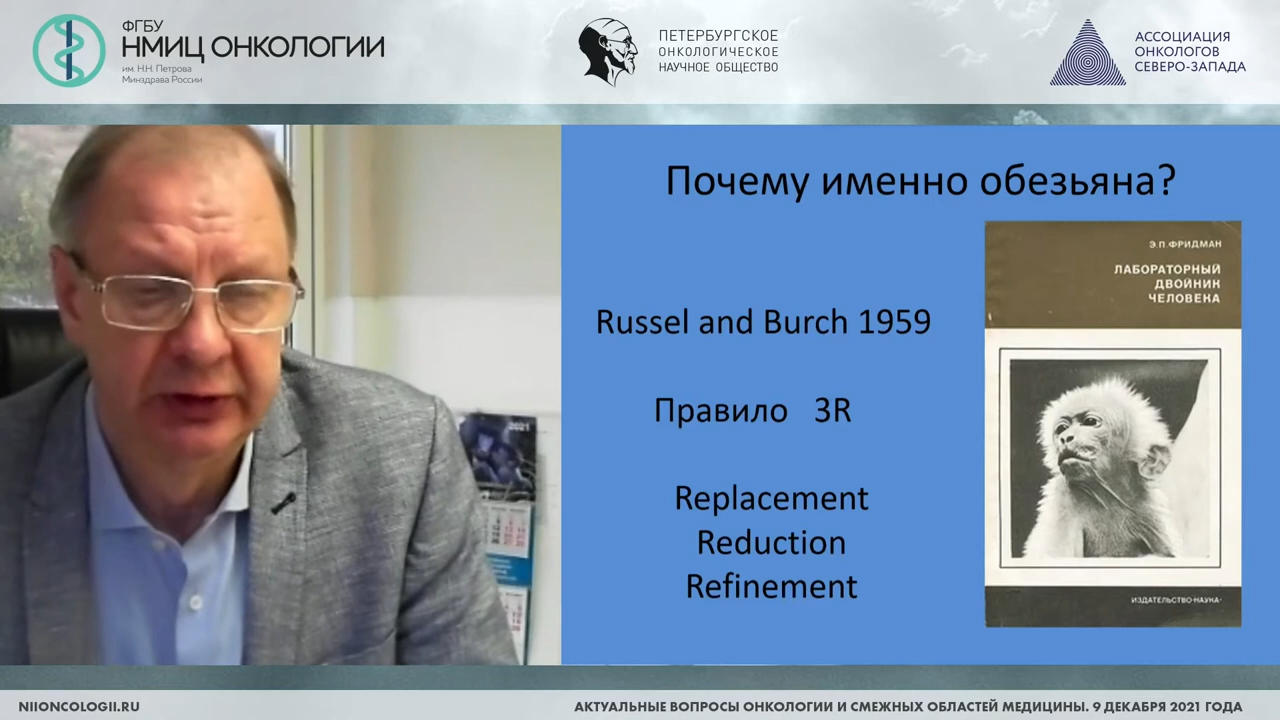 ФГБУ
НМИЦ ОНКОЛОГИИ
им. Н.Н. Петрова
Минздрава России
ПЕТЕРБУРГСКОЕ
ОНКОЛОГИЧЕСКОЕ
НАУЧНОЕ ОБЩЕСТВО
АССОЦИАЦИЯ
ОНКОЛОГОВ
СЕВЕРО-ЗАПАДА
2021
Почему именно обезьяна?
Russel and Burch 1959
Правило 3R
Replacement
Reduction
Refinement
Э.П.ФРИДМАН
ЛАБОРАТОРНЫЙ
ДВОЙНИК
ЧЕЛОВЕКА
ИЗДАТЕЛЬСТВО·НАУКА·
NIIONCOLOGII.RU
АКТУАЛЬНЫЕ ВОПРОСЫ ОНКОЛОГИИ И СМЕЖНЫХ ОБЛАСТЕЙ МЕДИЦИНЫ. 9 ДЕКАБРЯ 2021 ГОДА